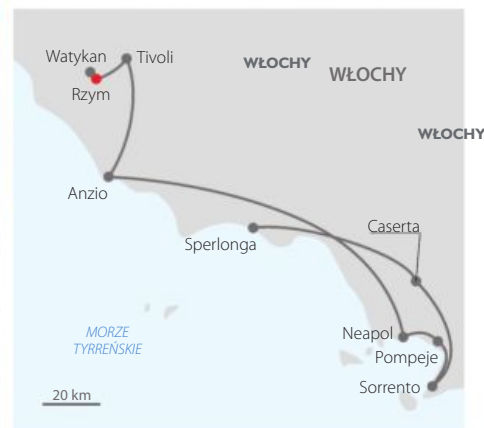 Watykan
Tivoli
WŁOCHY
WŁOCHY
Rzym
WŁOCHY
Anzio
Caserta
Sperlonga
MORZE
TYRREŃSKIE
Neapol
Pompeje
Sorrento
20 km